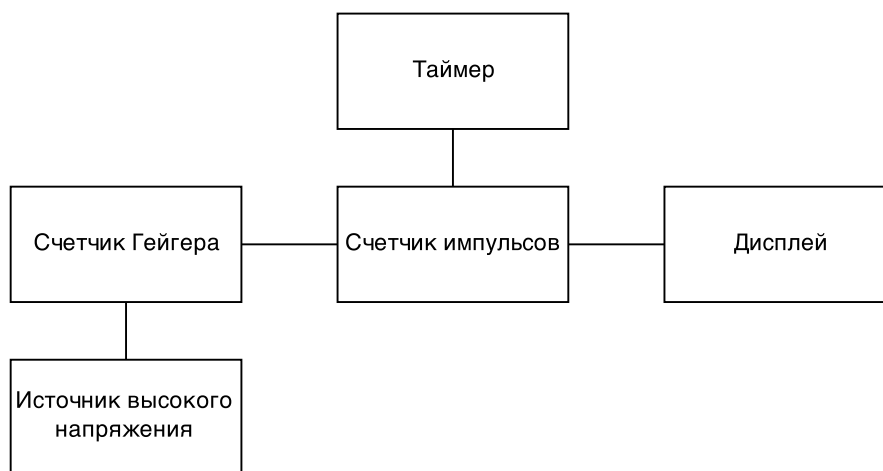 Таймер
Счетчик Гейгера
Счетчик импульсов
Дисплей
Источник высокого
напряжения